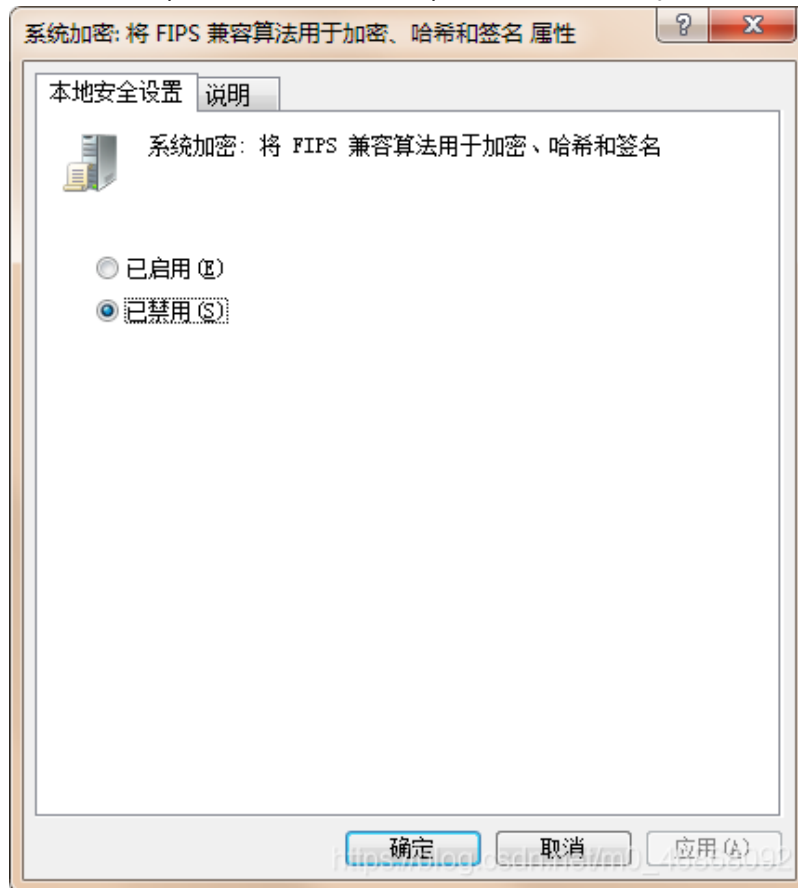 系统加密: 将 FIPS 兼容算法用于加密、哈希和签名 属性
本地安全设置 说明
系统加密: 将 FIPS 兼容算法用于加密、哈希和签名
已启用(E)
已禁用(S)
确定 取消 应用(A)